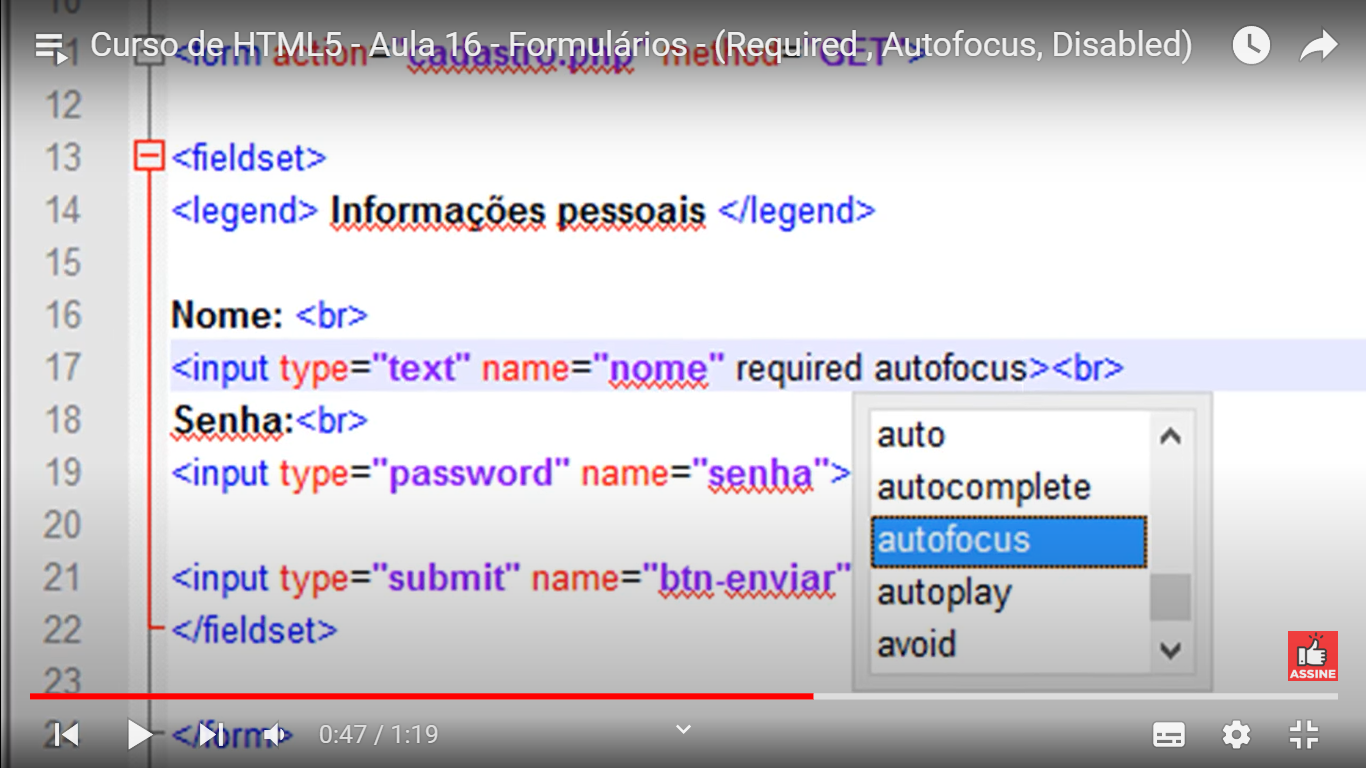 10
Curso de HTML5 - Aula 16 - Formulários - (Required , Autofocus, Disabled)
11 <form action="cadastro.php" method="GET">
12
13 <fieldset>
14 <legend> Informações pessoais </legend>
15
16 Nome: <br>
17 <input type="text" name="nome" required autofocus><br>
18 Senha:<br>
19 <input type="password" name="senha">
20
21 <input type="submit" name="btn-enviar"
22 </fieldset>
23
24 </form>
auto
autocomplete
autofocus
autoplay
avoid
ASSINE
0:47 / 1:19